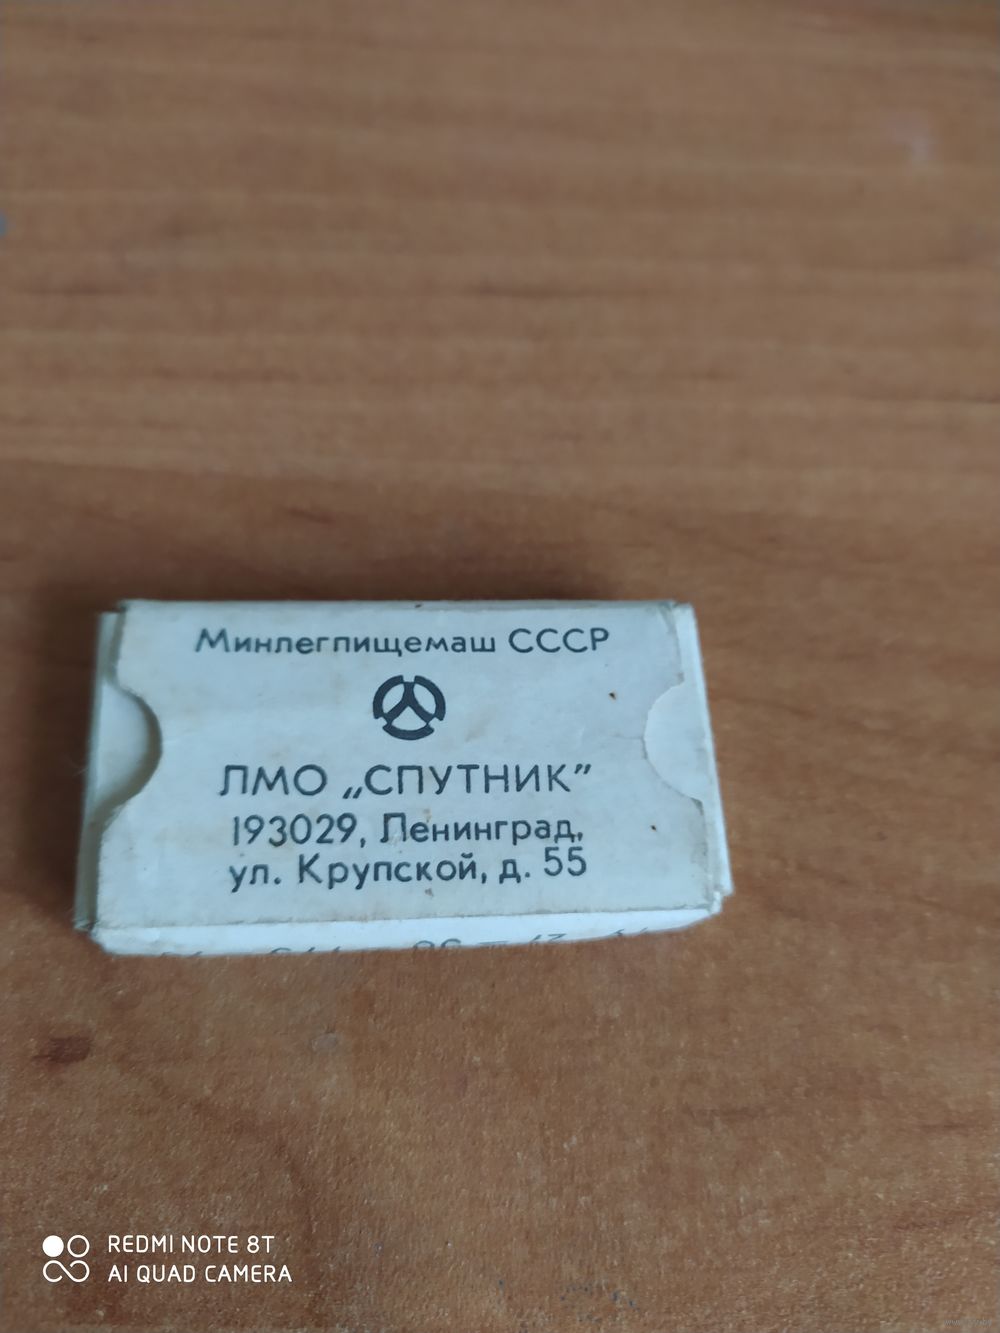 Минлегпищемаш СССР
ЛМО „СПУТНИК”
193029, Ленинград,
ул. Крупской, д. 55
REDMI NOTE 8T
AI QUAD CAMERA